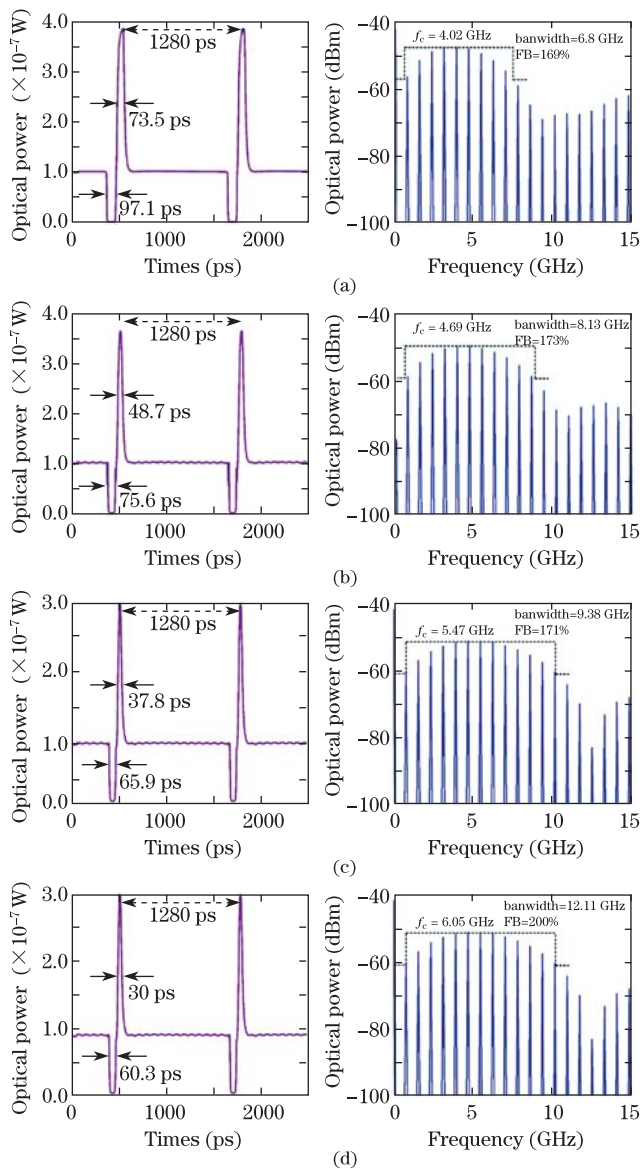 Optical power (×10⁻⁷W)
4.0
3.0
2.0
1.0
0.0
1280 ps
73.5 ps
97.1 ps
0
1000
2000
Times (ps)
Optical power (dBm)
−40
−60
−80
−100
f_c = 4.02 GHz
banwidth=6.8 GHz
FB=169%
0
5
10
15
Frequency (GHz)
(a)
Optical power (×10⁻⁷W)
4.0
3.0
2.0
1.0
0.0
1280 ps
48.7 ps
75.6 ps
0
1000
2000
Times (ps)
Optical power (dBm)
−40
−60
−80
−100
f_c = 4.69 GHz
banwidth=8.13 GHz
FB=173%
0
5
10
15
Frequency (GHz)
(b)
Optical power (×10⁻⁷W)
3.0
2.0
1.0
0.0
1280 ps
37.8 ps
65.9 ps
0
1000
2000
Times (ps)
Optical power (dBm)
−40
−60
−80
−100
f_c = 5.47 GHz
banwidth=9.38 GHz
FB=171%
0
5
10
15
Frequency (GHz)
(c)
Optical power (×10⁻⁷W)
3.0
2.0
1.0
0.0
1280 ps
30 ps
60.3 ps
0
1000
2000
Times (ps)
Optical power (dBm)
−40
−60
−80
−100
f_c = 6.05 GHz
banwidth=12.11 GHz
FB=200%
0
5
10
15
Frequency (GHz)
(d)